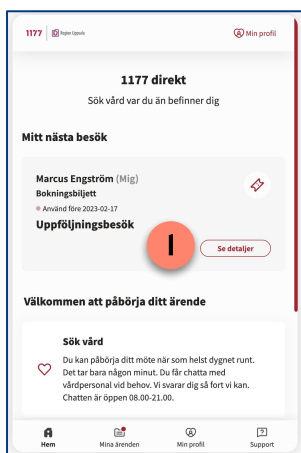 1177 Region Uppsala Min profil
1177 direkt
Sök vård var du än befinner dig
Mitt nästa besök
Marcus Engström (Mig)
Bokningsbiljett
Använd före 2023-02-17
Uppföljningsbesök
1
Se detaljer
Välkommen att påbörja ditt ärende
Sök vård
Du kan påbörja ditt möte när som helst dygnet runt.
Det tar bara någon minut. Du får chatta med
vårdpersonal vid behov. Vi svarar dig så fort vi kan.
Chatten är öppen 08.00-21.00.
Hem Mina ärenden Min profil Support